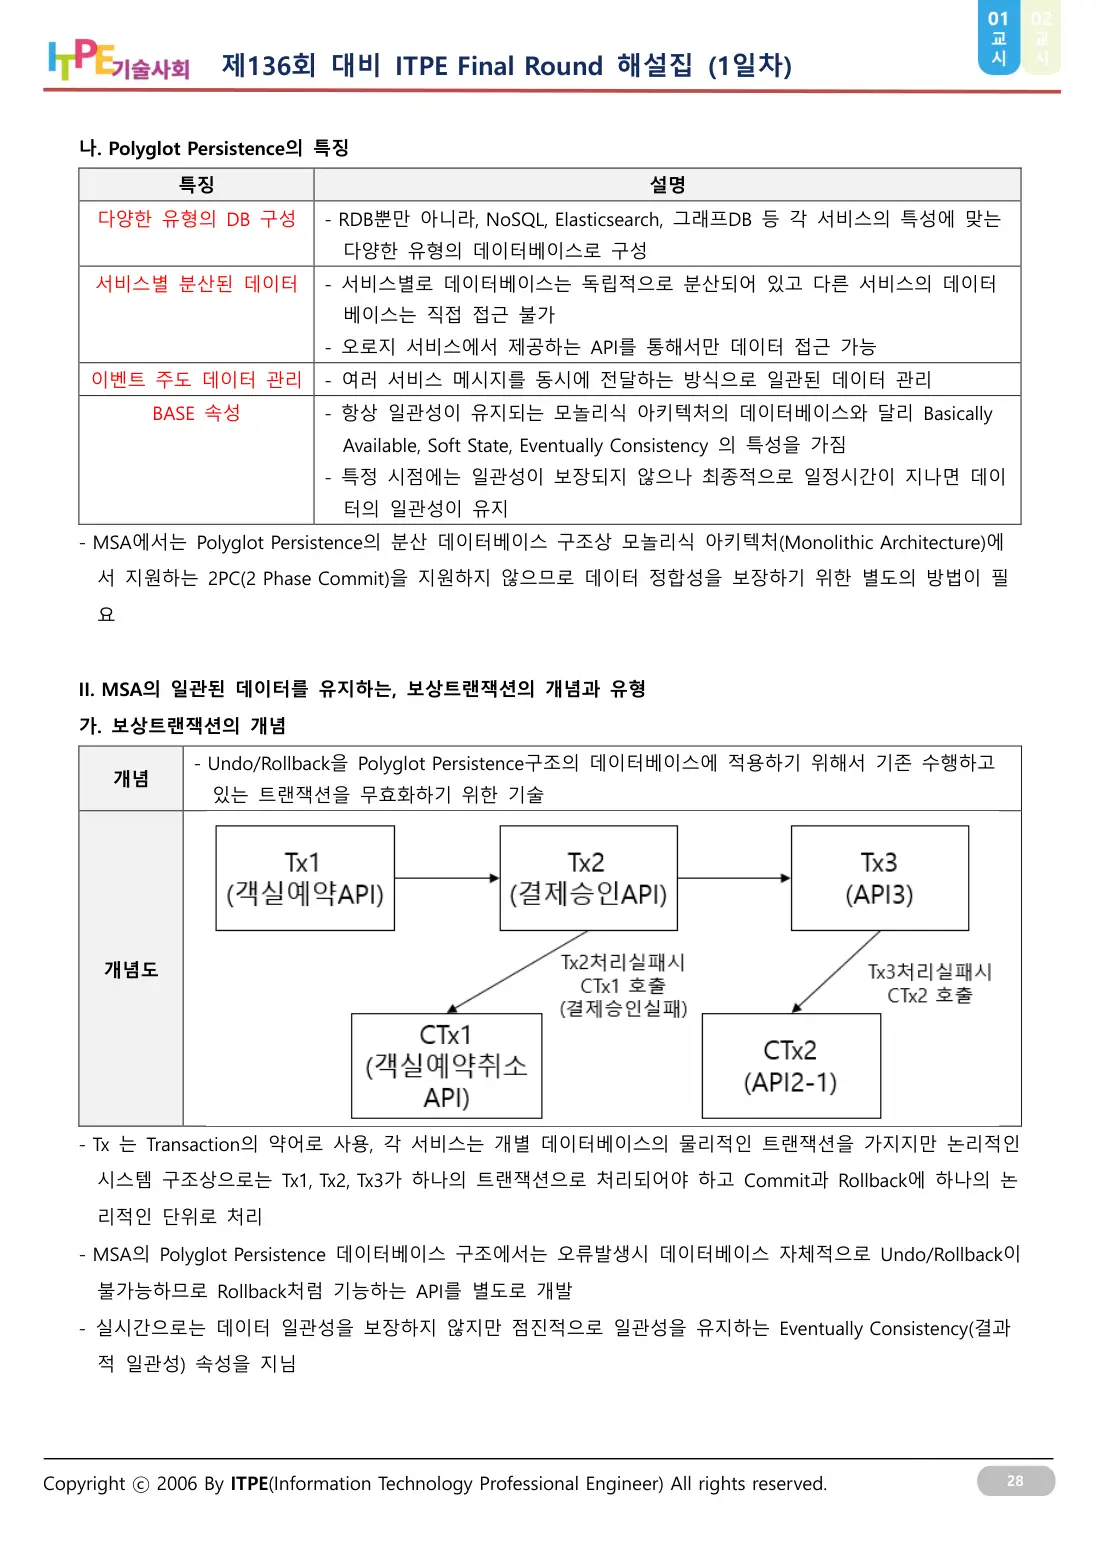 ITPE기술사회 제136회 대비 ITPE Final Round 해설집 (1일차)
01
교
시
02
교
시
나. Polyglot Persistence의 특징
특징 설명
다양한 유형의 DB 구성 - RDB뿐만 아니라, NoSQL, Elasticsearch, 그래프DB 등 각 서비스의 특성에 맞는
다양한 유형의 데이터베이스로 구성
서비스별 분산된 데이터 - 서비스별로 데이터베이스는 독립적으로 분산되어 있고 다른 서비스의 데이터
베이스는 직접 접근 불가
- 오로지 서비스에서 제공하는 API를 통해서만 데이터 접근 가능
이벤트 주도 데이터 관리 - 여러 서비스 메시지를 동시에 전달하는 방식으로 일관된 데이터 관리
BASE 속성 - 항상 일관성이 유지되는 모놀리식 아키텍처의 데이터베이스와 달리 Basically
Available, Soft State, Eventually Consistency 의 특성을 가짐
- 특정 시점에는 일관성이 보장되지 않으나 최종적으로 일정시간이 지나면 데이
터의 일관성이 유지
- MSA에서는 Polyglot Persistence의 분산 데이터베이스 구조상 모놀리식 아키텍처(Monolithic Architecture)에
서 지원하는 2PC(2 Phase Commit)을 지원하지 않으므로 데이터 정합성을 보장하기 위한 별도의 방법이 필
요
II. MSA의 일관된 데이터를 유지하는, 보상트랜잭션의 개념과 유형
가. 보상트랜잭션의 개념
개념 - Undo/Rollback을 Polyglot Persistence구조의 데이터베이스에 적용하기 위해서 기존 수행하고
있는 트랜잭션을 무효화하기 위한 기술
개념도
Tx1
(객실예약API)
Tx2
(결제승인API)
Tx3
(API3)
Tx2처리실패시
CTx1 호출
(결제승인실패)
Tx3처리실패시
CTx2 호출
CTx1
(객실예약취소
API)
CTx2
(API2-1)
- Tx 는 Transaction의 약어로 사용, 각 서비스는 개별 데이터베이스의 물리적인 트랜잭션을 가지지만 논리적인
시스템 구조상으로는 Tx1, Tx2, Tx3가 하나의 트랜잭션으로 처리되어야 하고 Commit과 Rollback에 하나의 논
리적인 단위로 처리
- MSA의 Polyglot Persistence 데이터베이스 구조에서는 오류발생시 데이터베이스 자체적으로 Undo/Rollback이
불가능하므로 Rollback처럼 기능하는 API를 별도로 개발
- 실시간으로는 데이터 일관성을 보장하지 않지만 점진적으로 일관성을 유지하는 Eventually Consistency(결과
적 일관성) 속성을 지님
Copyright ⓒ 2006 By ITPE(Information Technology Professional Engineer) All rights reserved.
28